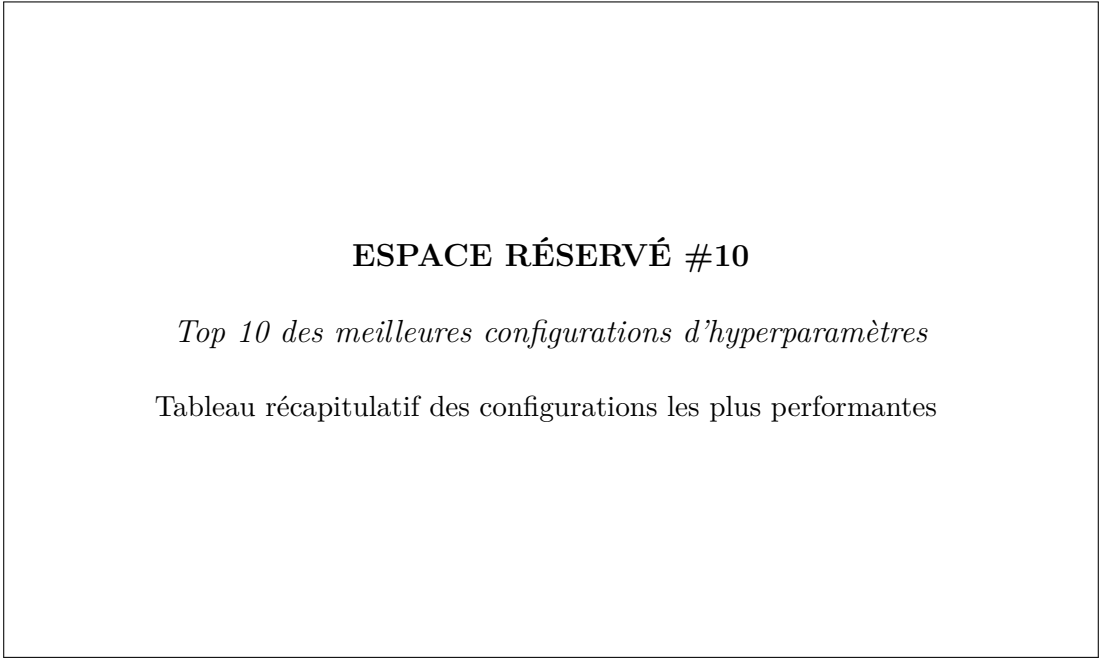 ESPACE RÉSERVÉ #10
Top 10 des meilleures configurations d'hyperparamètres
Tableau récapitulatif des configurations les plus performantes